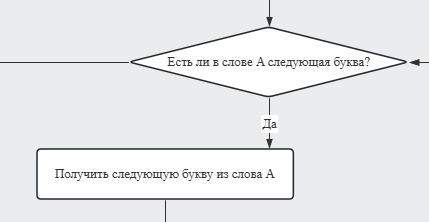 Есть ли в слове А следующая буква?
Да
Получить следующую букву из слова А